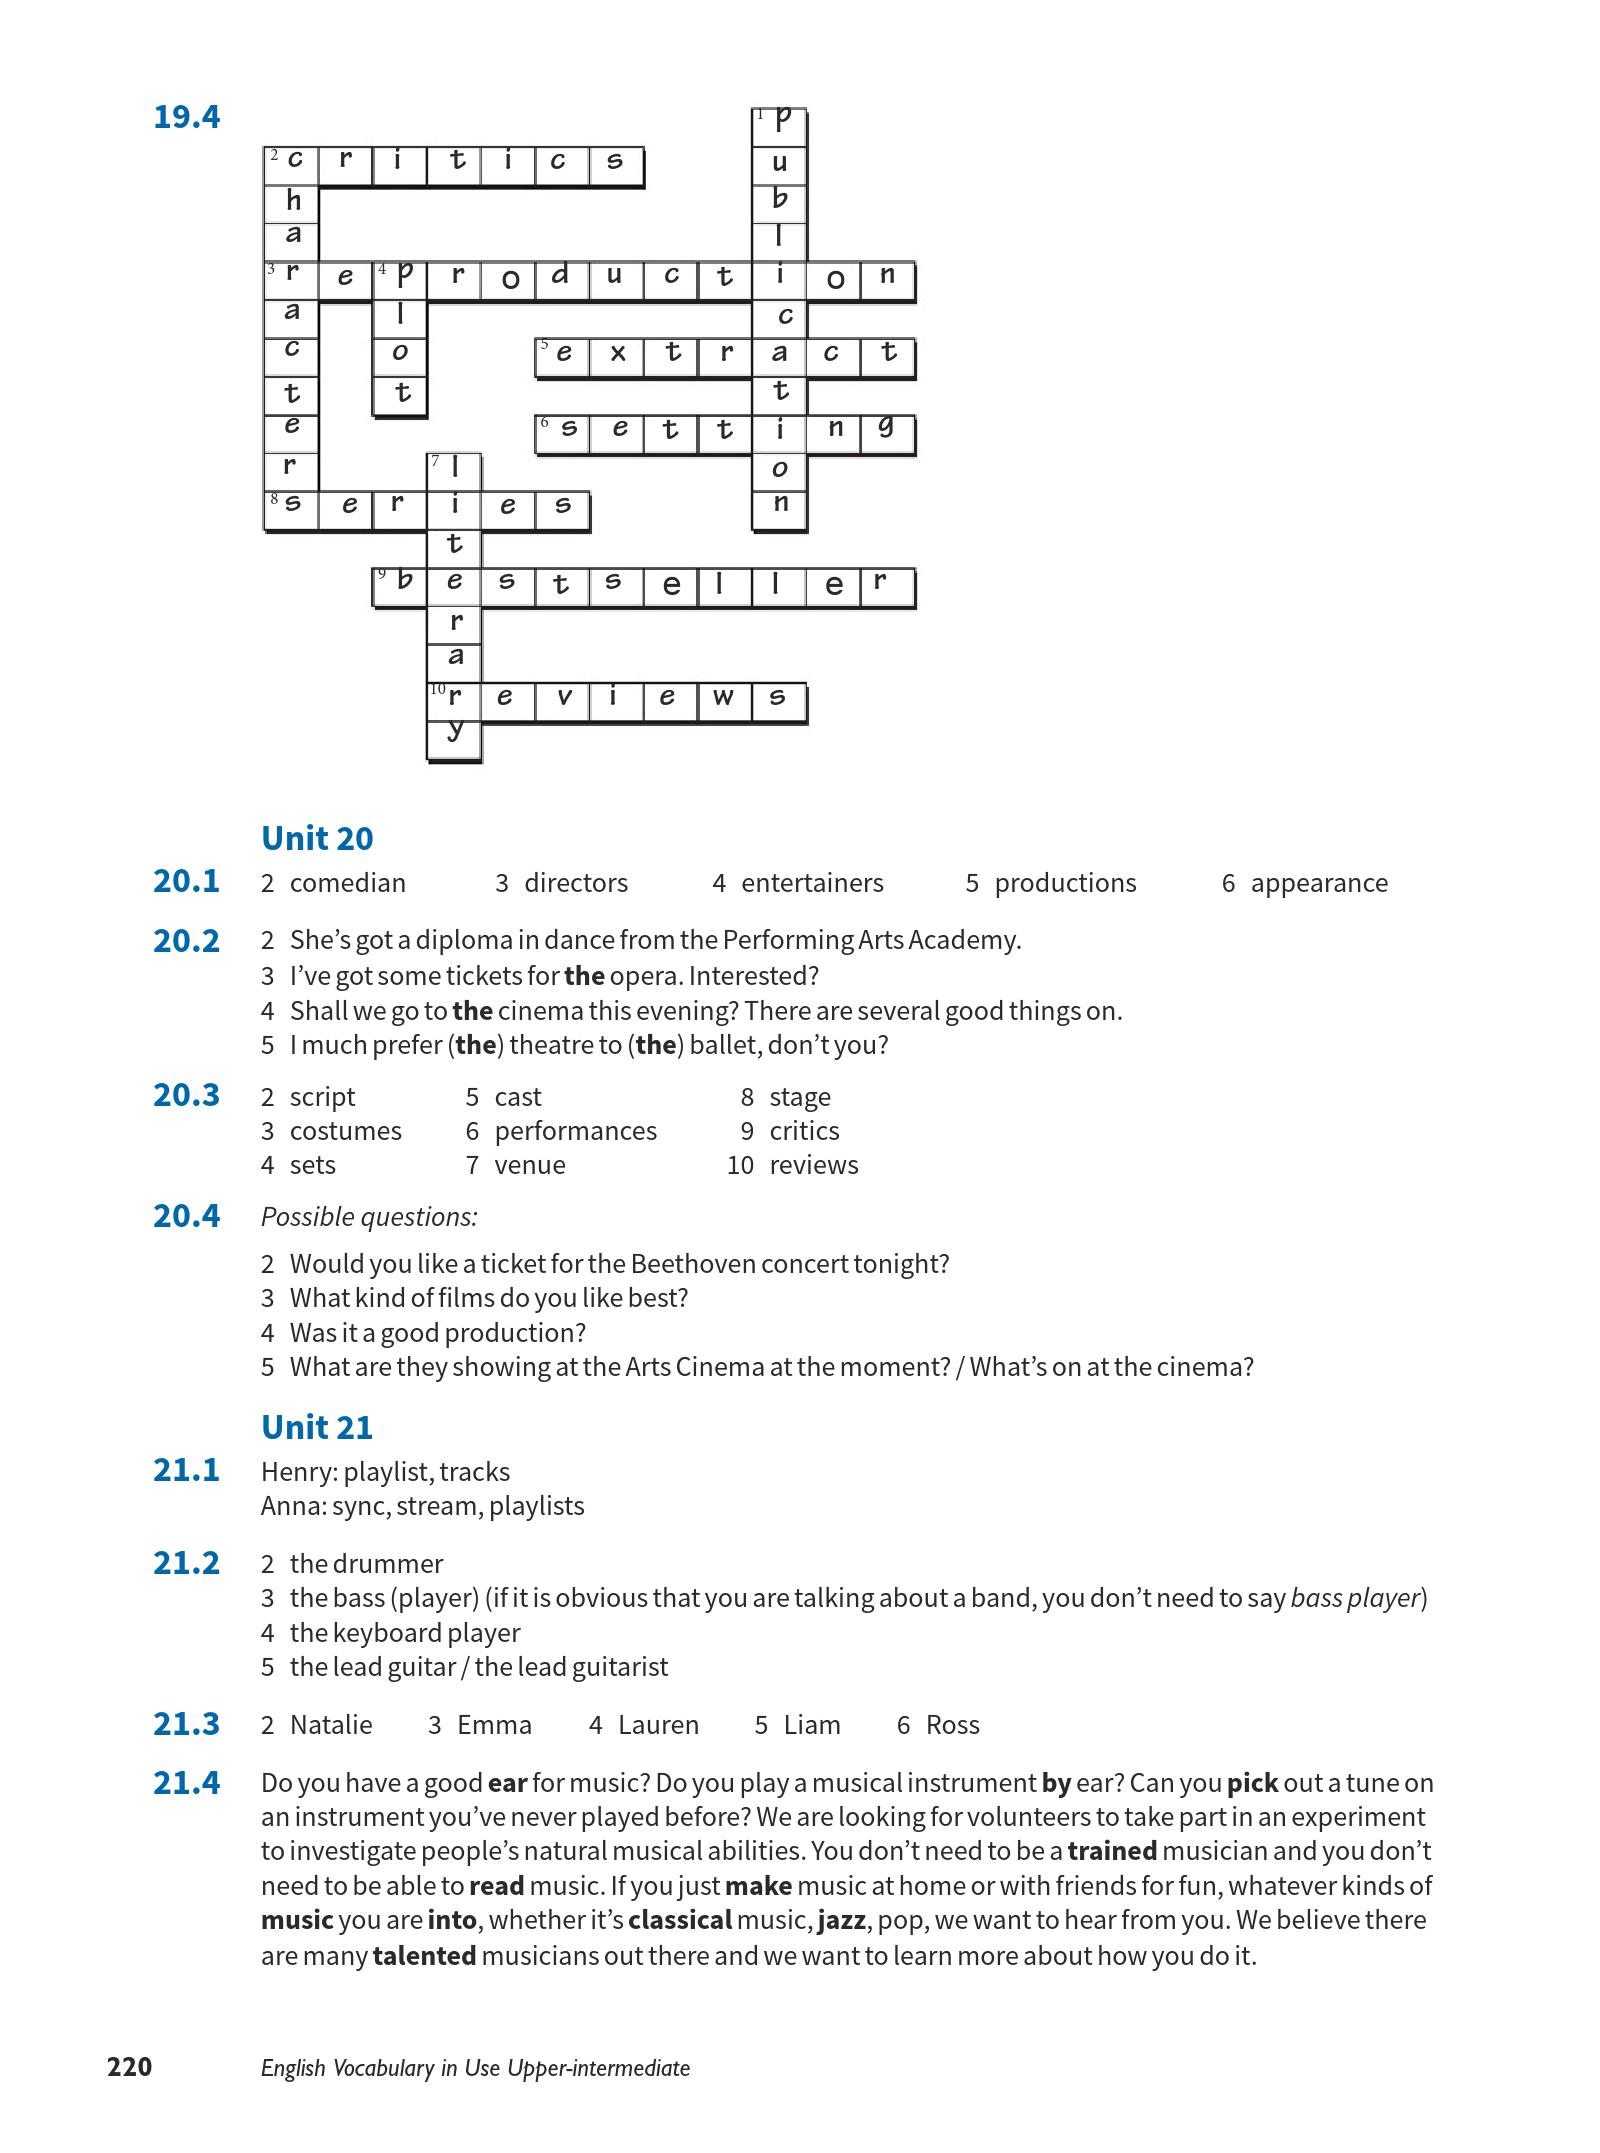 19.4
1 p
2 c r i t i c s u
h b
a l
3 r e 4 p r o d u c t i o n
a l c
c o 5 e x t r a c t
t t t
e 6 s e t t i n g
r 7 l o
8 s e r i e s n
t
9 b e s t s e l l e r
r
a
10 r e v i e w s
y
Unit 20
20.1 2 comedian 3 directors 4 entertainers 5 productions 6 appearance
20.2 2 She’s got a diploma in dance from the Performing Arts Academy.
3 I’ve got some tickets for the opera. Interested?
4 Shall we go to the cinema this evening? There are several good things on.
5 I much prefer (the) theatre to (the) ballet, don’t you?
20.3 2 script 5 cast 8 stage
3 costumes 6 performances 9 critics
4 sets 7 venue 10 reviews
20.4 Possible questions:
2 Would you like a ticket for the Beethoven concert tonight?
3 What kind of films do you like best?
4 Was it a good production?
5 What are they showing at the Arts Cinema at the moment? / What’s on at the cinema?
Unit 21
21.1 Henry: playlist, tracks
Anna: sync, stream, playlists
21.2 2 the drummer
3 the bass (player) (if it is obvious that you are talking about a band, you don’t need to say bass player)
4 the keyboard player
5 the lead guitar / the lead guitarist
21.3 2 Natalie 3 Emma 4 Lauren 5 Liam 6 Ross
21.4 Do you have a good ear for music? Do you play a musical instrument by ear? Can you pick out a tune on
an instrument you’ve never played before? We are looking for volunteers to take part in an experiment
to investigate people’s natural musical abilities. You don’t need to be a trained musician and you don’t
need to be able to read music. If you just make music at home or with friends for fun, whatever kinds of
music you are into, whether it’s classical music, jazz, pop, we want to hear from you. We believe there
are many talented musicians out there and we want to learn more about how you do it.
220 English Vocabulary in Use Upper-intermediate